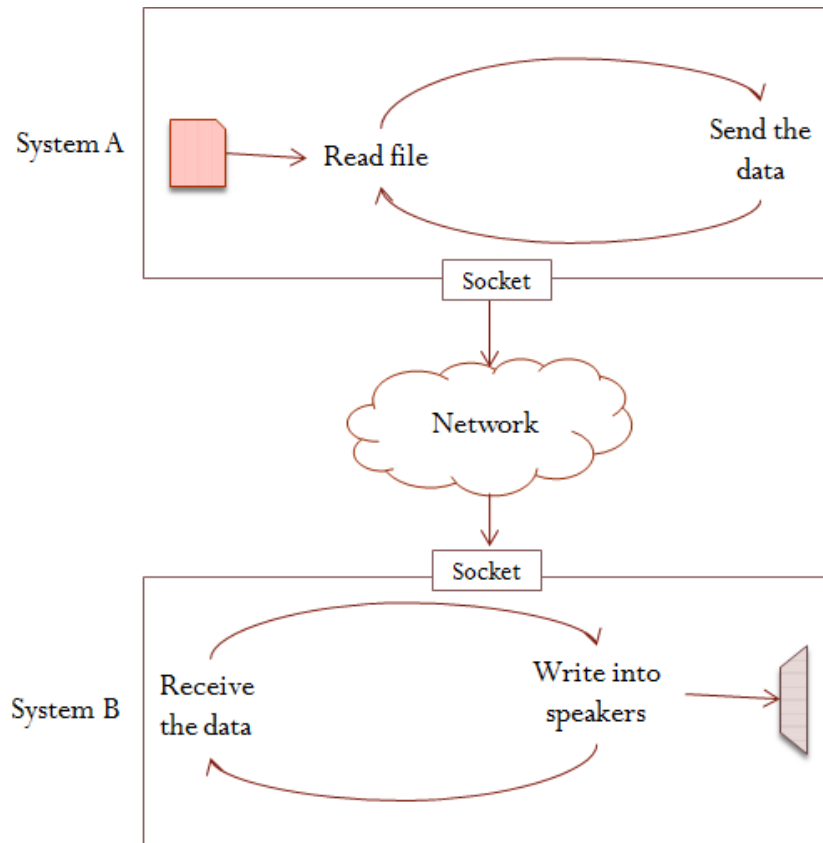 System A
Read file
Send the
data
Socket
Network
Socket
System B
Receive
the data
Write into
speakers